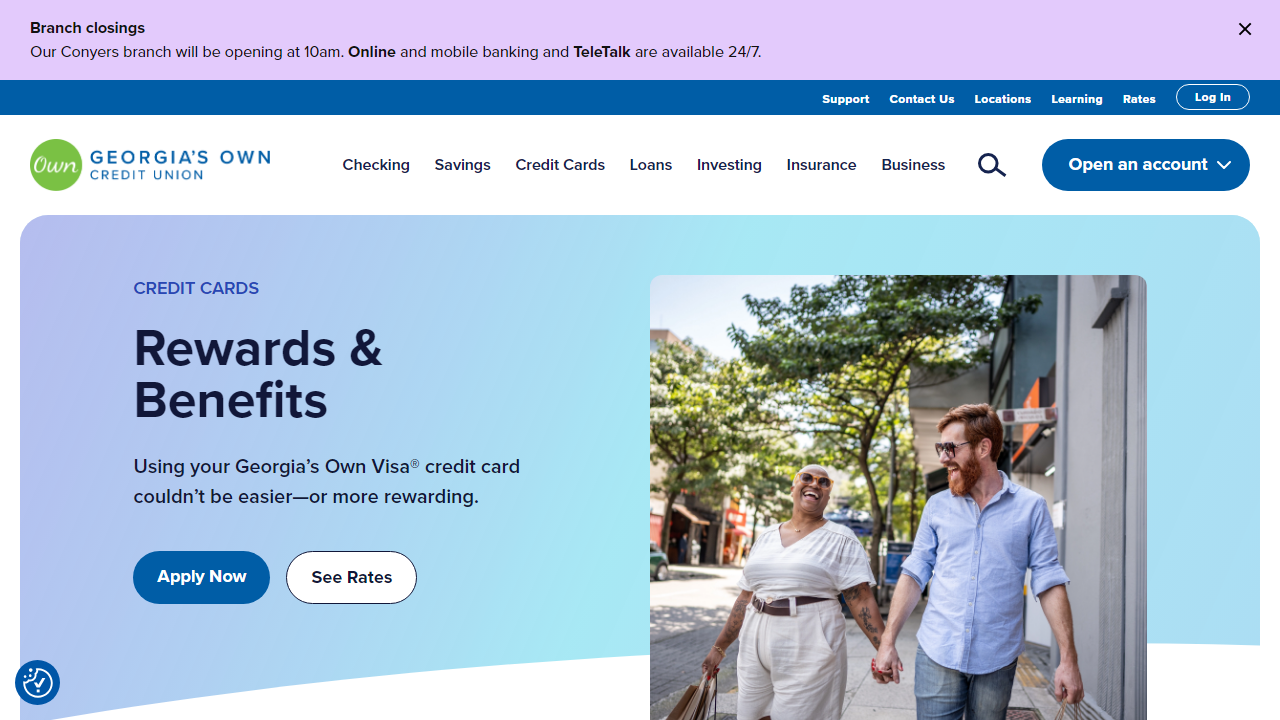 Branch closings
Our Conyers branch will be opening at 10am. Online and mobile banking and TeleTalk are available 24/7.
Support Contact Us Locations Learning Rates Log In
Own GEORGIA'S OWN
CREDIT UNION
Checking Savings Credit Cards Loans Investing Insurance Business Open an account
CREDIT CARDS
Rewards &
Benefits
Using your Georgia’s Own Visa® credit card
couldn’t be easier—or more rewarding.
Apply Now See Rates